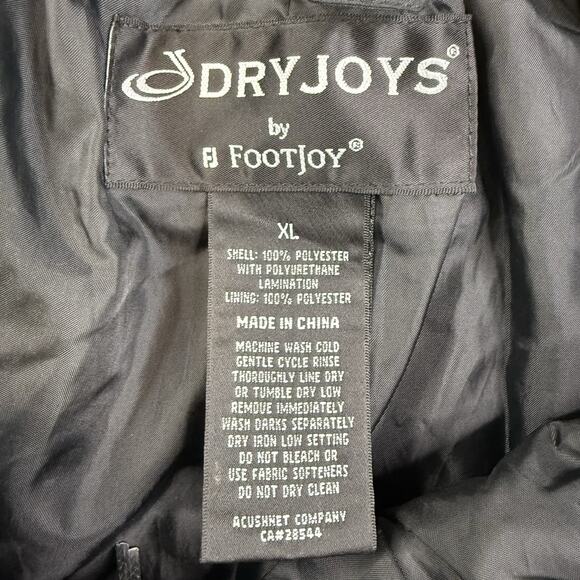 DRYJOYS®
by
FJ FOOTJOY®
XL
SHELL: 100% POLYESTER
WITH POLYURETHANE
LAMINATION
LINING: 100% POLYESTER
MADE IN CHINA
MACHINE WASH COLD
GENTLE CYCLE RINSE
THOROUGHLY LINE DRY
OR TUMBLE DRY LOW
REMOVE IMMEDIATELY
WASH DARKS SEPARATELY
DRY IRON LOW SETTING
DO NOT BLEACH OR
USE FABRIC SOFTENERS
DO NOT DRY CLEAN
ACUSHNET COMPANY
CA#28544